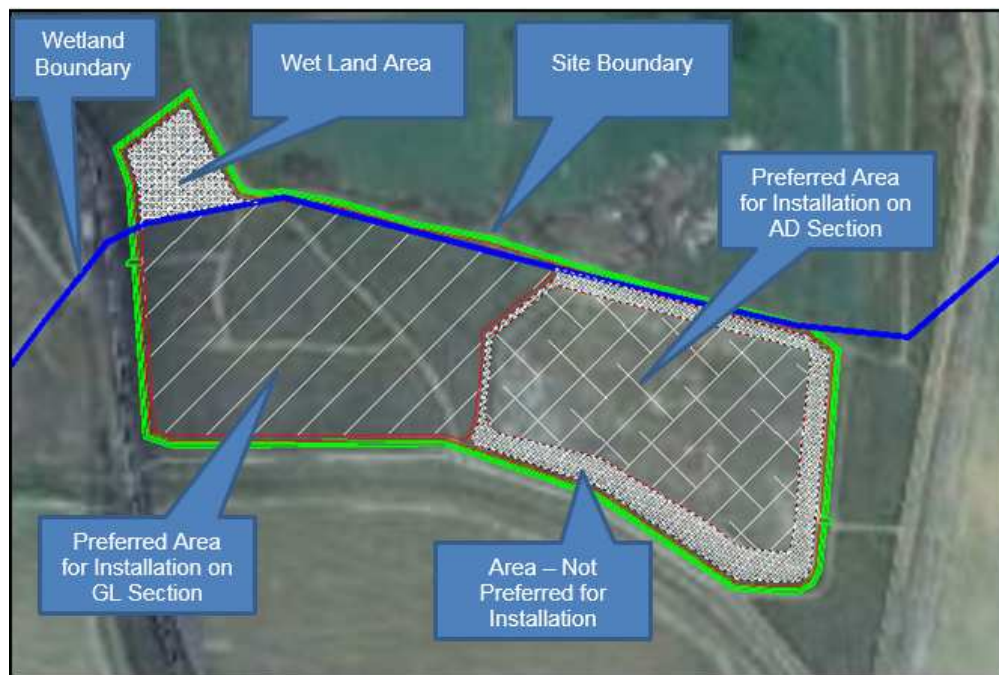 Wetland
Boundary
Wet Land Area
Site Boundary
Preferred Area
for Installation on
AD Section
Preferred Area
for Installation on
GL Section
Area – Not
Preferred for
Installation